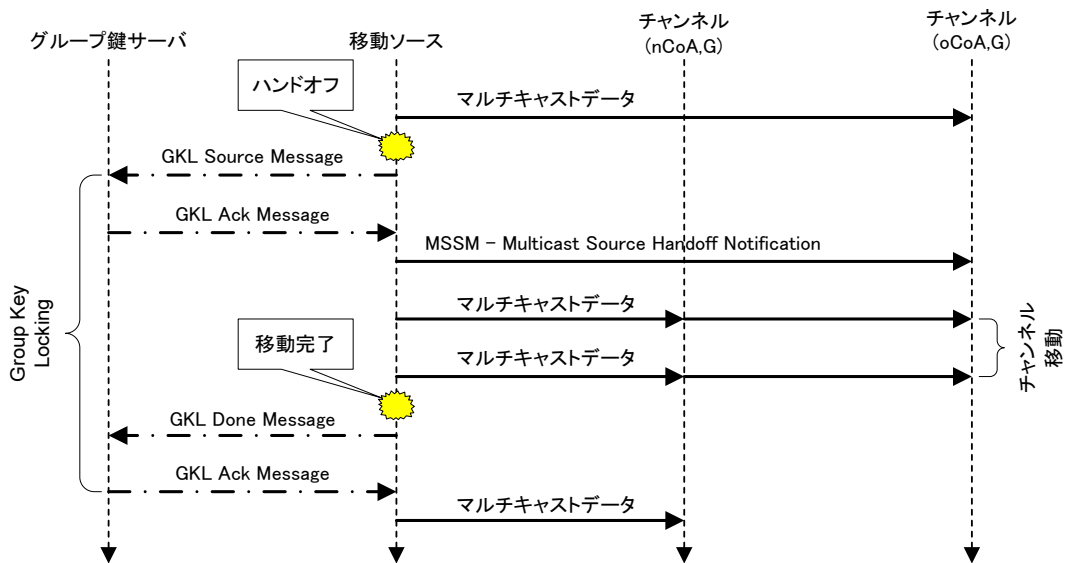 グループ鍵サーバ
移動ソース
チャンネル
(nCoA,G)
チャンネル
(oCoA,G)
ハンドオフ
マルチキャストデータ
GKL Source Message
GKL Ack Message
MSSM - Multicast Source Handoff Notification
Group Key
Locking
マルチキャストデータ
移動完了
マルチキャストデータ
チャンネル
移動
GKL Done Message
GKL Ack Message
マルチキャストデータ